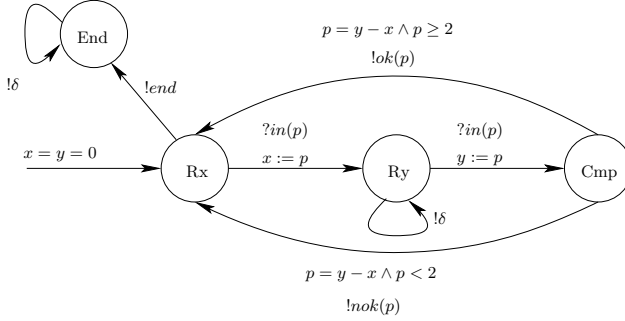 p = y − x ∧ p ≥ 2
!ok(p)
End
!δ
!end
?in(p)
?in(p)
x = y = 0
x := p
y := p
Rx
Ry
Cmp
!δ
p = y − x ∧ p < 2
!nok(p)